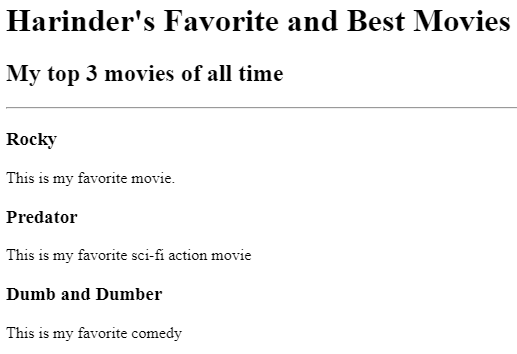 Harinder's Favorite and Best Movies
My top 3 movies of all time
Rocky
This is my favorite movie.
Predator
This is my favorite sci-fi action movie
Dumb and Dumber
This is my favorite comedy